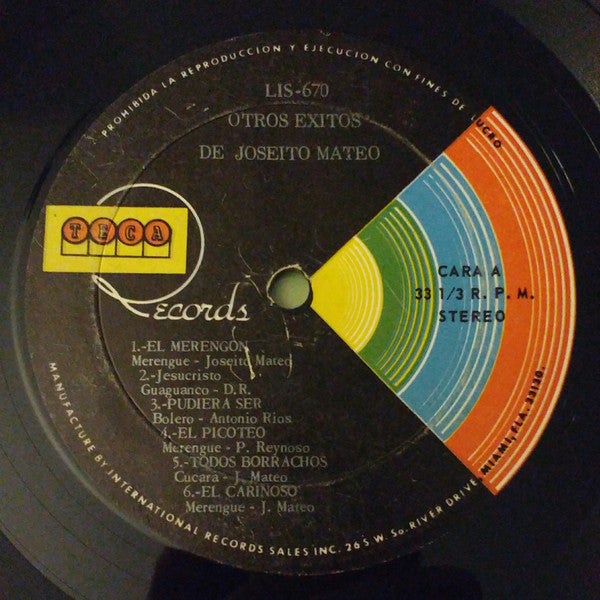 PROHIBIDA LA REPRODUCCION Y EJECUCION CON FINES DE LUCRO
LIS-670
OTROS EXITOS
DE JOSEITO MATEO
TECA
Records
CARA A
33 1/3 R. P. M.
STEREO
1.-EL MERENGON
Merengue - Joseito Mateo
2.-Jesucristo
Guaguanco - D.R.
3.-PUDIERA SER
Bolero - Antonio Rios
4.-EL PICOTEO
Merengue - P. Reynoso
5.-TODOS BORRACHOS
Cucara - J. Mateo
6.-EL CARINOSO
Merengue - J. Mateo
MANUFACTURE BY INTERNATIONAL RECORDS SALES INC. 265 W. So. RIVER DRIVE, MIAMI, FLA. 33130.